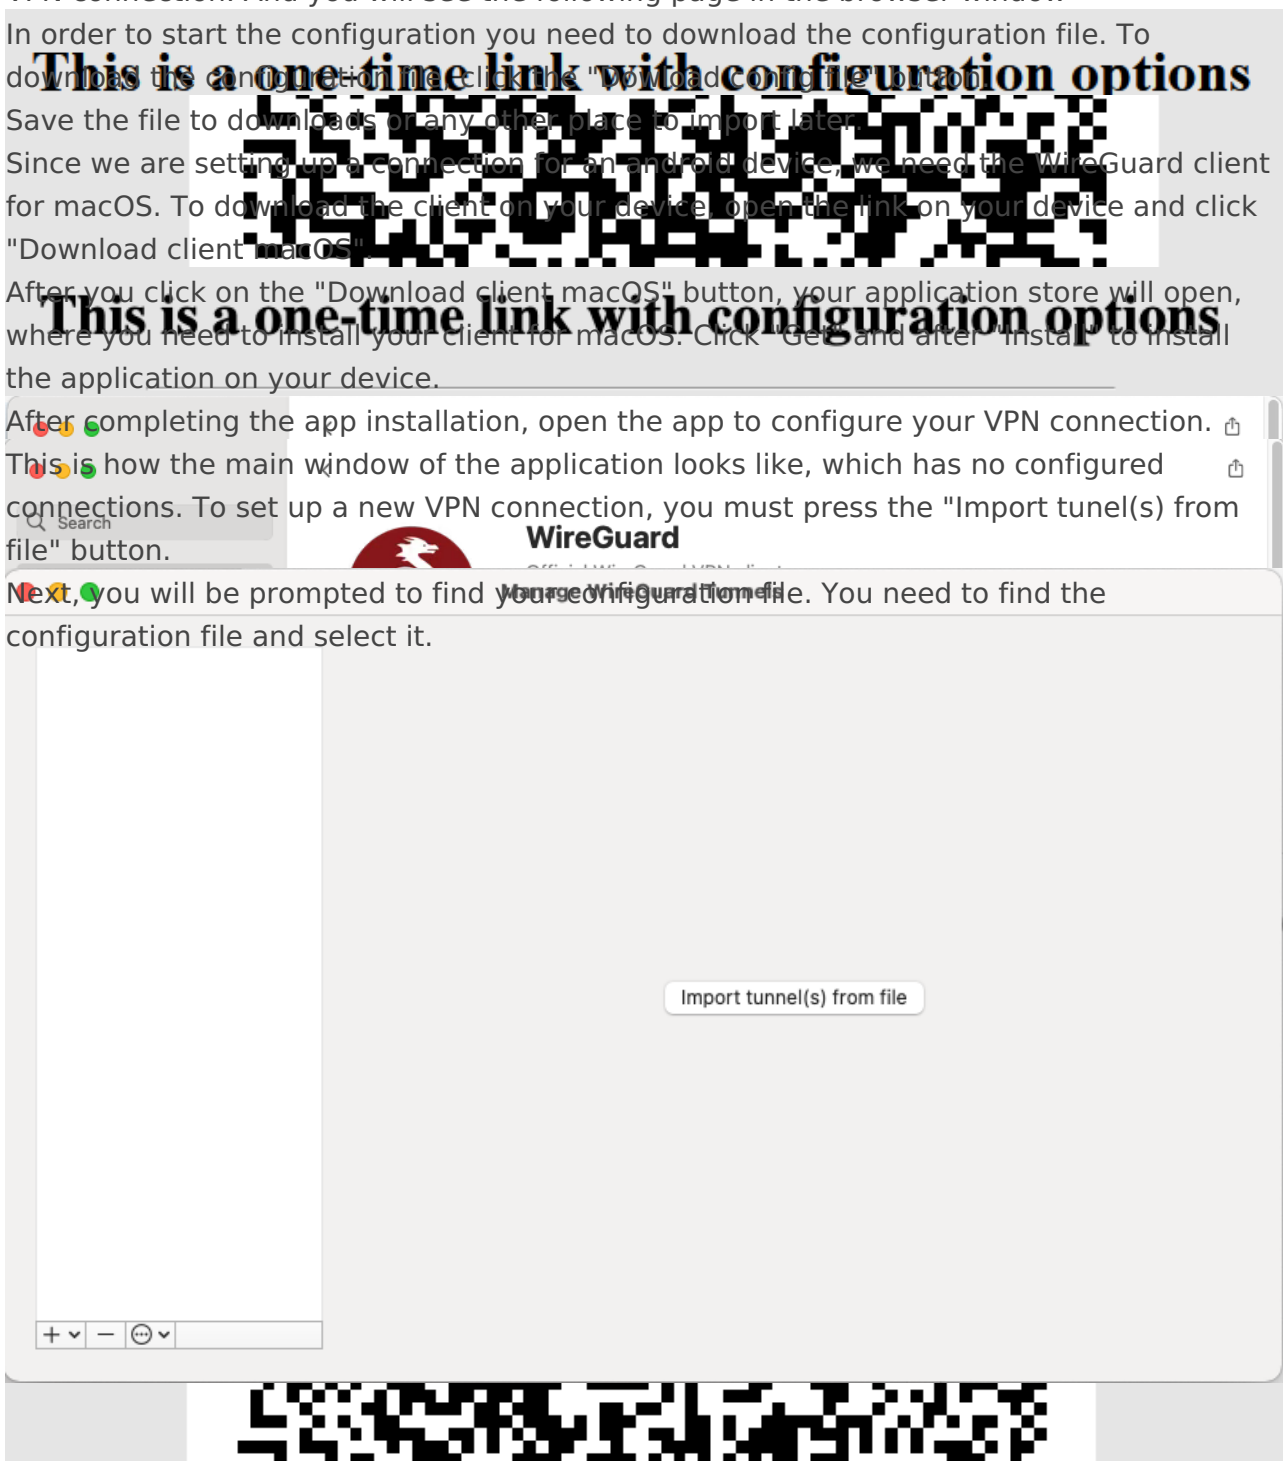 In order to start the configuration you need to download the configuration file. To
This is a one-time link with configuration options
download the configuration file, click the "Dowload config file" button.
Save the file to downloads or any other place to import later.
Since we are setting up a connection for an android device, we need the WireGuard client
for macOS. To download the client on your device, open the link on your device and click
"Download client macOS".
After you click on the "Download client macOS" button, your application store will open,
This is a one-time link with configuration options
where you need to install your client for macOS. Click "Get" and after "Install" to install
the application on your device.
After completing the app installation, open the app to configure your VPN connection.
This is how the main window of the application looks like, which has no configured
connections. To set up a new VPN connection, you must press the "Import tunel(s) from
Search
WireGuard
file" button.
Next, you will be prompted to find your configuration file. You need to find the
Manage WireGuard Tunnels
configuration file and select it.
Import tunnel(s) from file